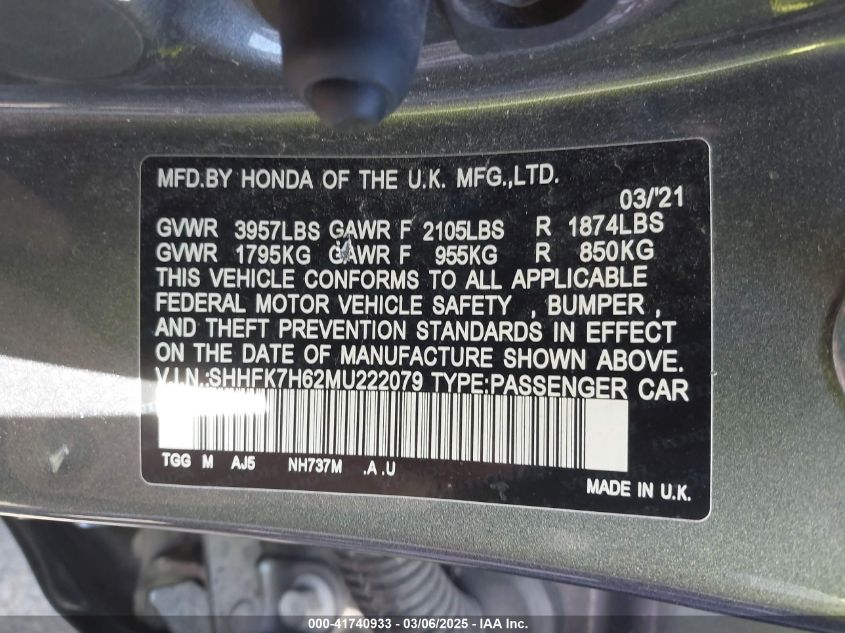 MFD.BY HONDA OF THE U.K. MFG.,LTD.
03/'21
GVWR 3957LBS GAWR F 2105LBS R 1874LBS
GVWR 1795KG GAWR F 955KG R 850KG
THIS VEHICLE CONFORMS TO ALL APPLICABLE
FEDERAL MOTOR VEHICLE SAFETY , BUMPER ,
AND THEFT PREVENTION STANDARDS IN EFFECT
ON THE DATE OF MANUFACTURE SHOWN ABOVE.
V.I.N.:SHHFK7H62MU222079 TYPE:PASSENGER CAR
TGG M AJ5 NH737M .A .U
MADE IN U.K.
000-41740933 - 03/06/2025 - IAA Inc.